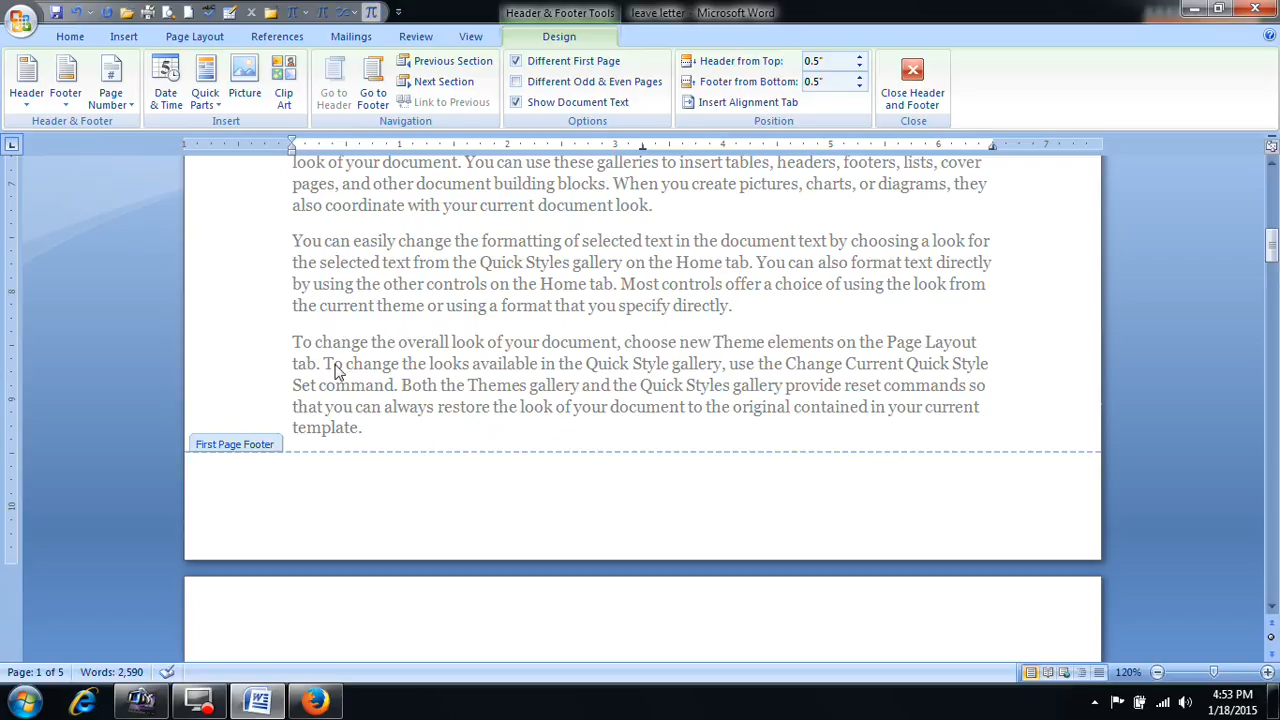 Header & Footer Tools
leave letter - Microsoft Word
Home Insert Page Layout References Mailings Review View Design
Header
Footer
Page Number
Header & Footer
Date & Time
Quick Parts
Picture
Clip Art
Insert
Go to Header
Go to Footer
Previous Section
Next Section
Link to Previous
Navigation
Different First Page
Different Odd & Even Pages
Show Document Text
Options
Header from Top: 0.5"
Footer from Bottom: 0.5"
Insert Alignment Tab
Position
Close Header and Footer
Close
1 1 2 3 4 5 6 7
look of your document. You can use these galleries to insert tables, headers, footers, lists, cover
pages, and other document building blocks. When you create pictures, charts, or diagrams, they
also coordinate with your current document look.
You can easily change the formatting of selected text in the document text by choosing a look for
the selected text from the Quick Styles gallery on the Home tab. You can also format text directly
by using the other controls on the Home tab. Most controls offer a choice of using the look from
the current theme or using a format that you specify directly.
To change the overall look of your document, choose new Theme elements on the Page Layout
tab. To change the looks available in the Quick Style gallery, use the Change Current Quick Style
Set command. Both the Themes gallery and the Quick Styles gallery provide reset commands so
that you can always restore the look of your document to the original contained in your current
template.
First Page Footer
7
8
9
10
Page: 1 of 5 Words: 2,590 120%
4:53 PM
1/18/2015